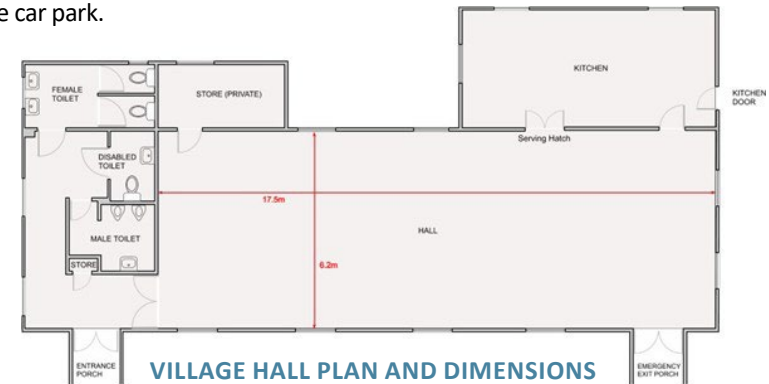 e car park.
KITCHEN
FEMALE
TOILET
STORE (PRIVATE)
KITCHEN
DOOR
Serving Hatch
DISABLED
TOILET
17.5m
HALL
MALE TOILET
6.2m
STORE
ENTRANCE
PORCH
VILLAGE HALL PLAN AND DIMENSIONS
EMERGENCY
EXIT PORCH